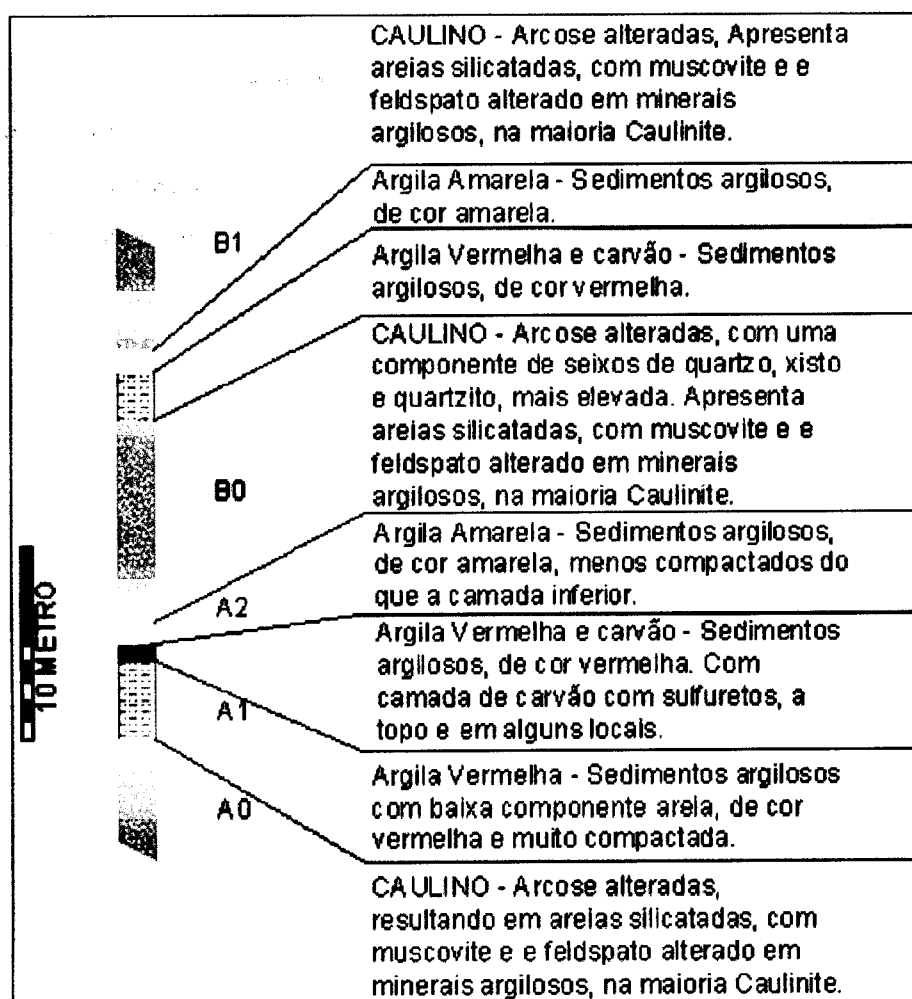 CAULINO - Arcose alteradas, Apresenta
areias silicatadas, com muscovite e e
feldspato alterado em minerais
argilosos, na maioria Caulinite.
Argila Amarela - Sedimentos argilosos,
de cor amarela.
B1
Argila Vermelha e carvão - Sedimentos
argilosos, de cor vermelha.
CAULINO - Arcose alteradas, com uma
componente de seixos de quartzo, xisto
e quartzito, mais elevada. Apresenta
areias silicatadas, com muscovite e e
feldspato alterado em minerais
argilosos, na maioria Caulinite.
B0
Argila Amarela - Sedimentos argilosos,
de cor amarela, menos compactados do
que a camada inferior.
A2
Argila Vermelha e carvão - Sedimentos
argilosos, de cor vermelha. Com
camada de carvão com sulfuretos, a
topo e em alguns locais.
A1
10 METRO
Argila Vermelha - Sedimentos argilosos
com baixa componente areia, de cor
vermelha e muito compactada.
A0
CAULINO - Arcose alteradas,
resultando em areias silicatadas, com
muscovite e e feldspato alterado em
minerais argilosos, na maioria Caulinite.